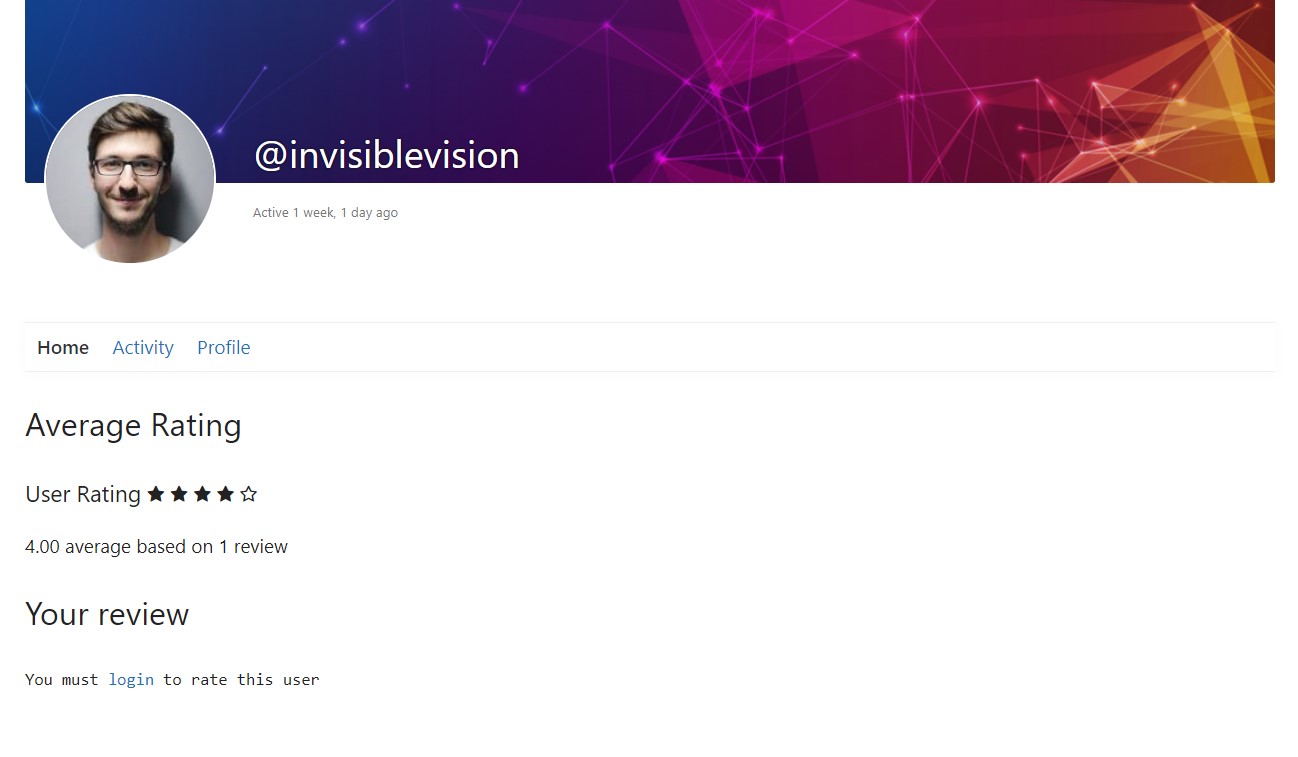 @invisiblevision
Active 1 week, 1 day ago
Home Activity Profile
Average Rating
User Rating ★ ★ ★ ★ ☆
4.00 average based on 1 review
Your review
You must login to rate this user